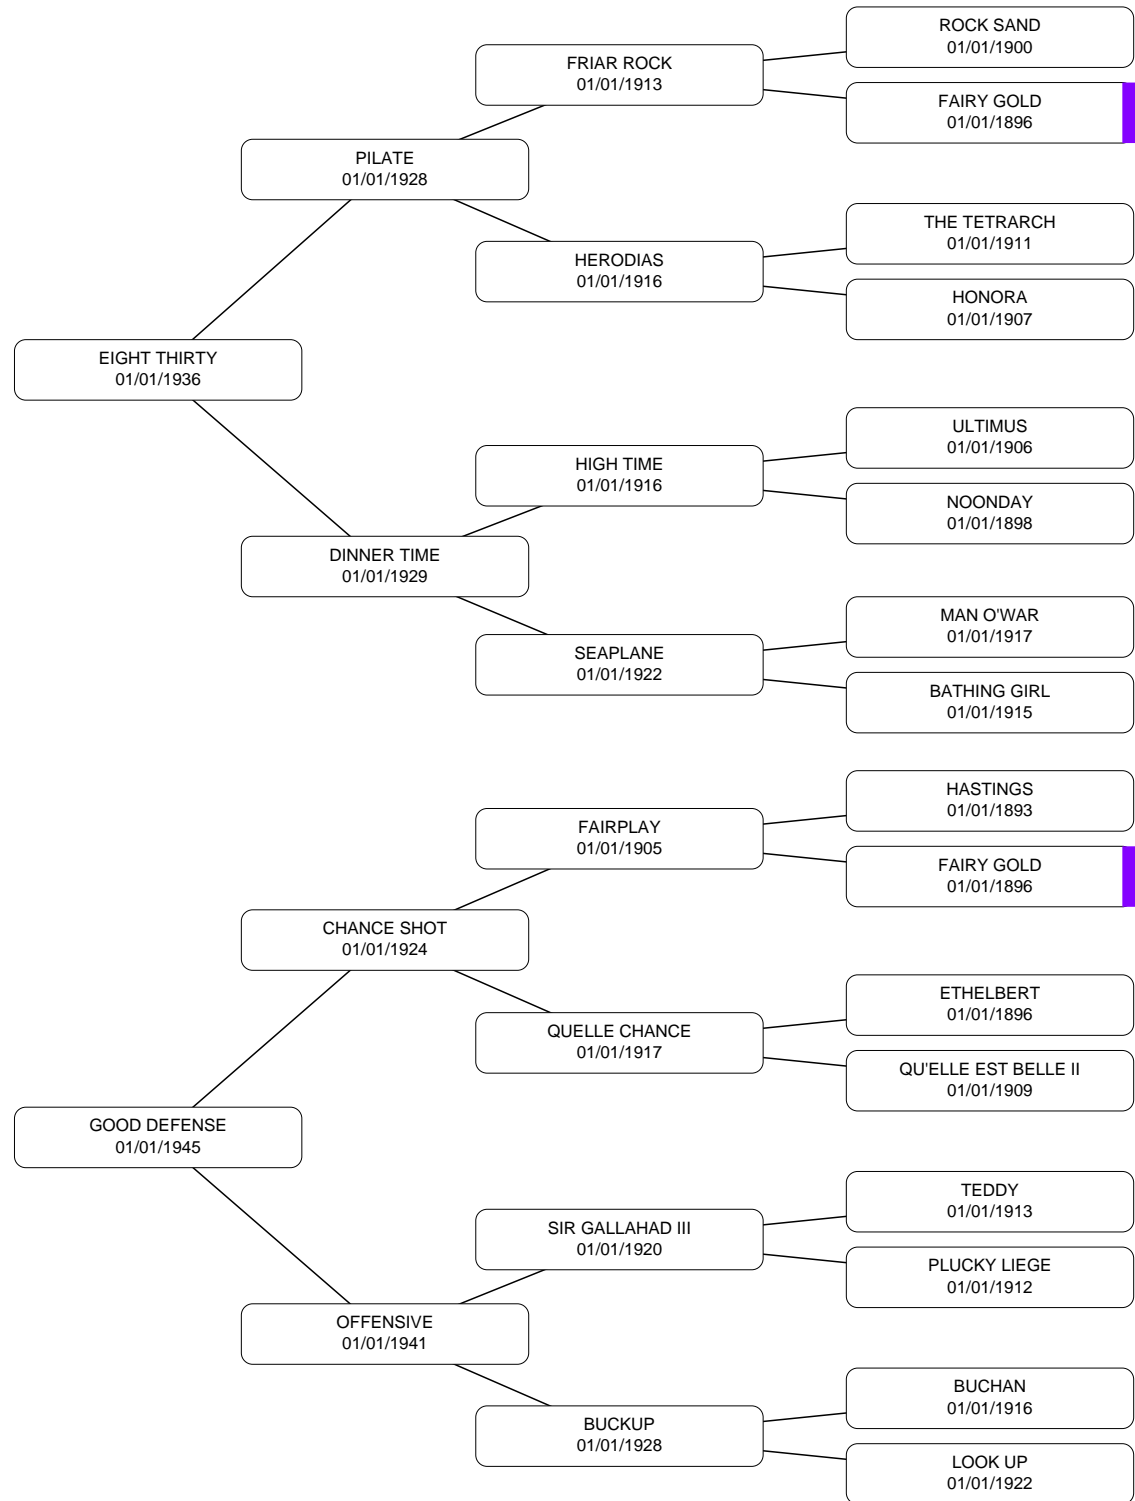 ROCK SAND
01/01/1900
FRIAR ROCK
01/01/1913
FAIRY GOLD
01/01/1896
PILATE
01/01/1928
THE TETRARCH
01/01/1911
HERODIAS
01/01/1916
HONORA
01/01/1907
EIGHT THIRTY
01/01/1936
ULTIMUS
01/01/1906
HIGH TIME
01/01/1916
NOONDAY
01/01/1898
DINNER TIME
01/01/1929
MAN O'WAR
01/01/1917
SEAPLANE
01/01/1922
BATHING GIRL
01/01/1915
HASTINGS
01/01/1893
FAIRPLAY
01/01/1905
FAIRY GOLD
01/01/1896
CHANCE SHOT
01/01/1924
ETHELBERT
01/01/1896
QUELLE CHANCE
01/01/1917
QU'ELLE EST BELLE II
01/01/1909
GOOD DEFENSE
01/01/1945
TEDDY
01/01/1913
SIR GALLAHAD III
01/01/1920
PLUCKY LIEGE
01/01/1912
OFFENSIVE
01/01/1941
BUCHAN
01/01/1916
BUCKUP
01/01/1928
LOOK UP
01/01/1922